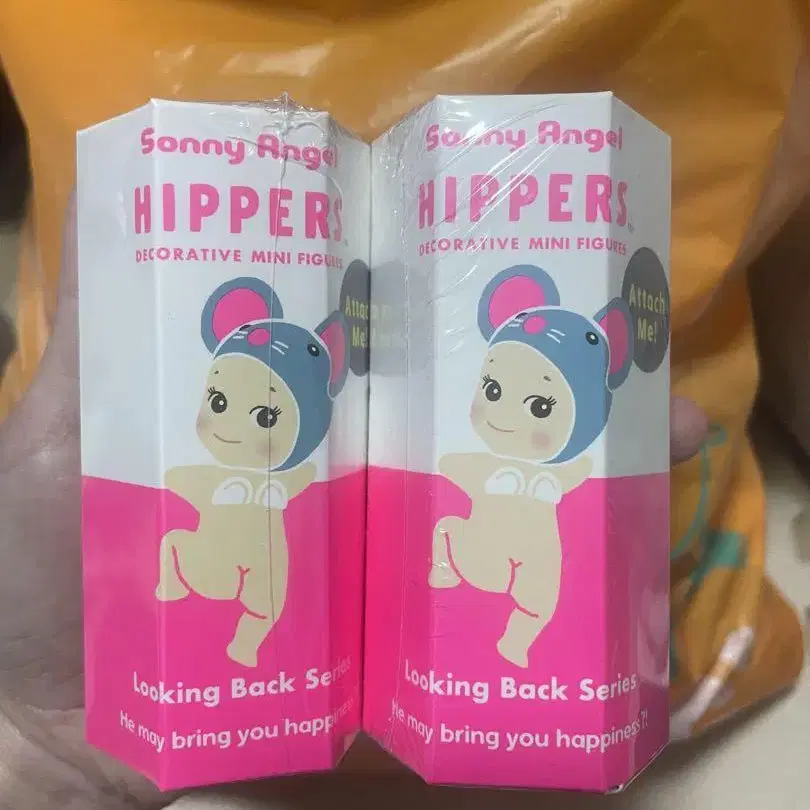 Sonny Angel
HIPPERS
DECORATIVE MINI FIGURES
Attach
Me!
Looking Back Series
He may bring you happiness
Sonny Angel
HIPPERS™
DECORATIVE MINI FIGURES
Attach
Me!
Looking Back Series
He may bring you happiness?!